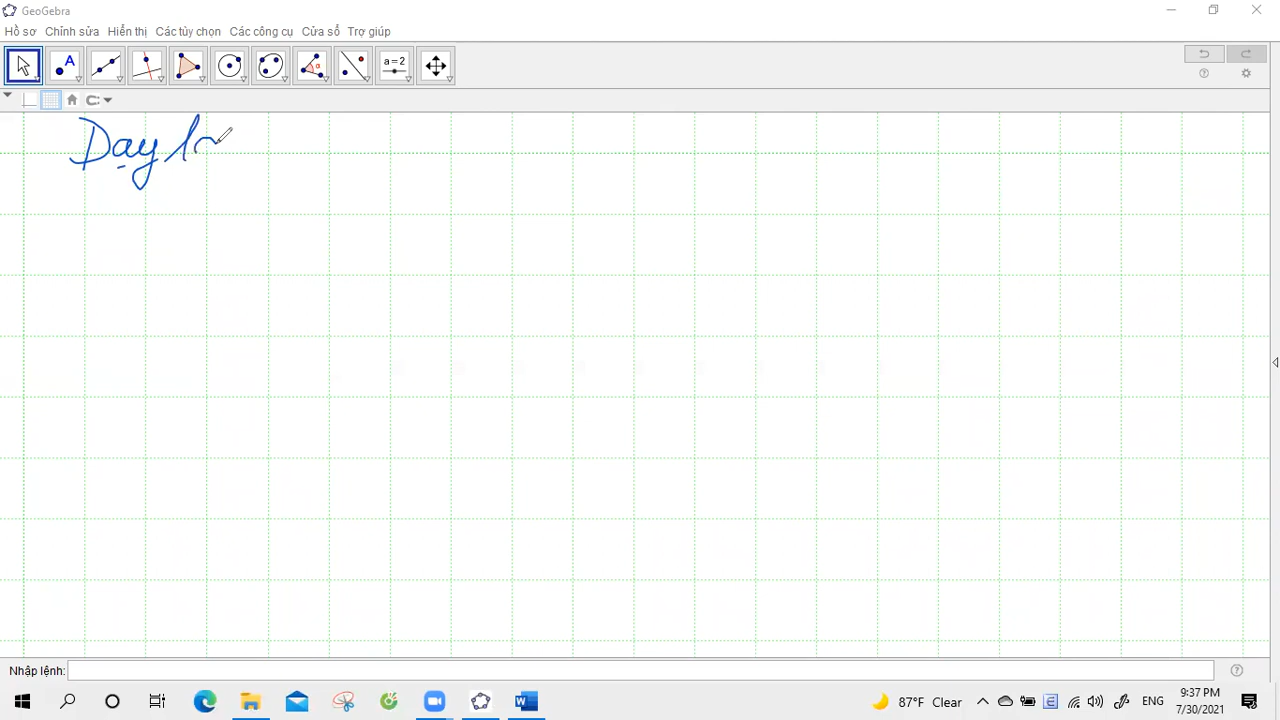 GeoGebra
Hồ sơ Chỉnh sửa Hiển thị Các tùy chọn Các công cụ Cửa sổ Trợ giúp
A
α
a=2
Dạy
Nhập lệnh:
87°F Clear ENG
9:37 PM
7/30/2021